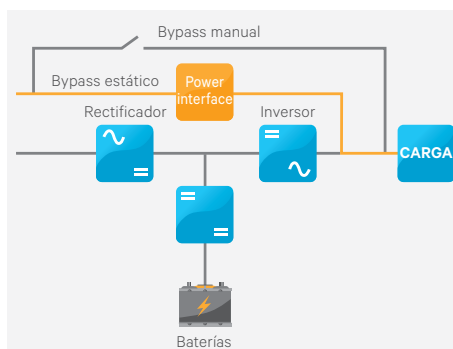 Bypass manual
Bypass estático
Power
interface
Rectificador
Inversor
CARGA
Baterías